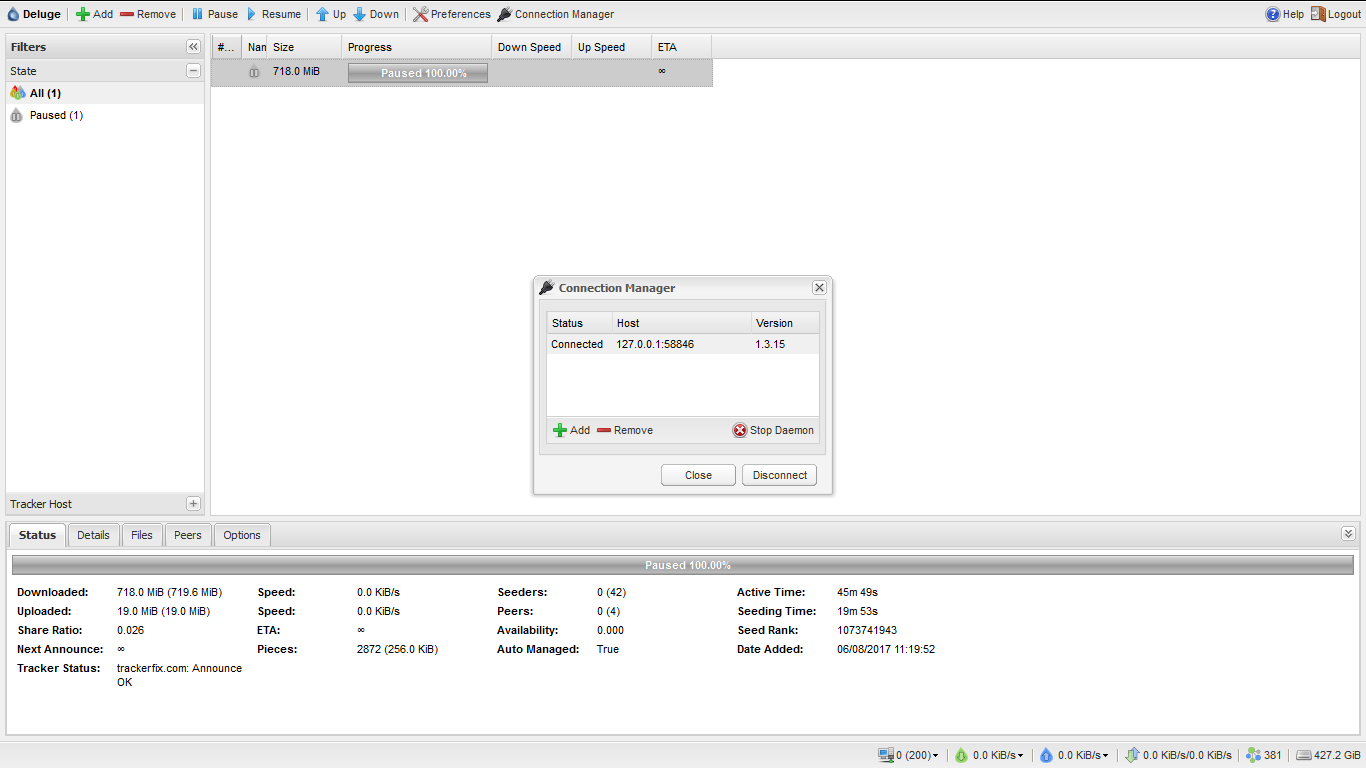 Deluge Add Remove Pause Resume Up Down Preferences Connection Manager Help Logout
Filters
State
All (1)
Paused (1)
Tracker Host
#... Nan Size Progress Down Speed Up Speed ETA
718.0 MiB Paused 100.00% ∞
Connection Manager
Status Host Version
Connected 127.0.0.1:58846 1.3.15
Add Remove Stop Daemon
Close Disconnect
Status Details Files Peers Options
Paused 100.00%
Downloaded: 718.0 MiB (719.6 MiB) Speed: 0.0 KiB/s Seeders: 0 (42) Active Time: 45m 49s
Uploaded: 19.0 MiB (19.0 MiB) Speed: 0.0 KiB/s Peers: 0 (4) Seeding Time: 19m 53s
Share Ratio: 0.026 ETA: ∞ Availability: 0.000 Seed Rank: 1073741943
Next Announce: ∞ Pieces: 2872 (256.0 KiB) Auto Managed: True Date Added: 06/08/2017 11:19:52
Tracker Status: trackerfix.com: Announce
OK
0 (200) 0.0 KiB/s 0.0 KiB/s 0.0 KiB/s/0.0 KiB/s 381 427.2 GiB